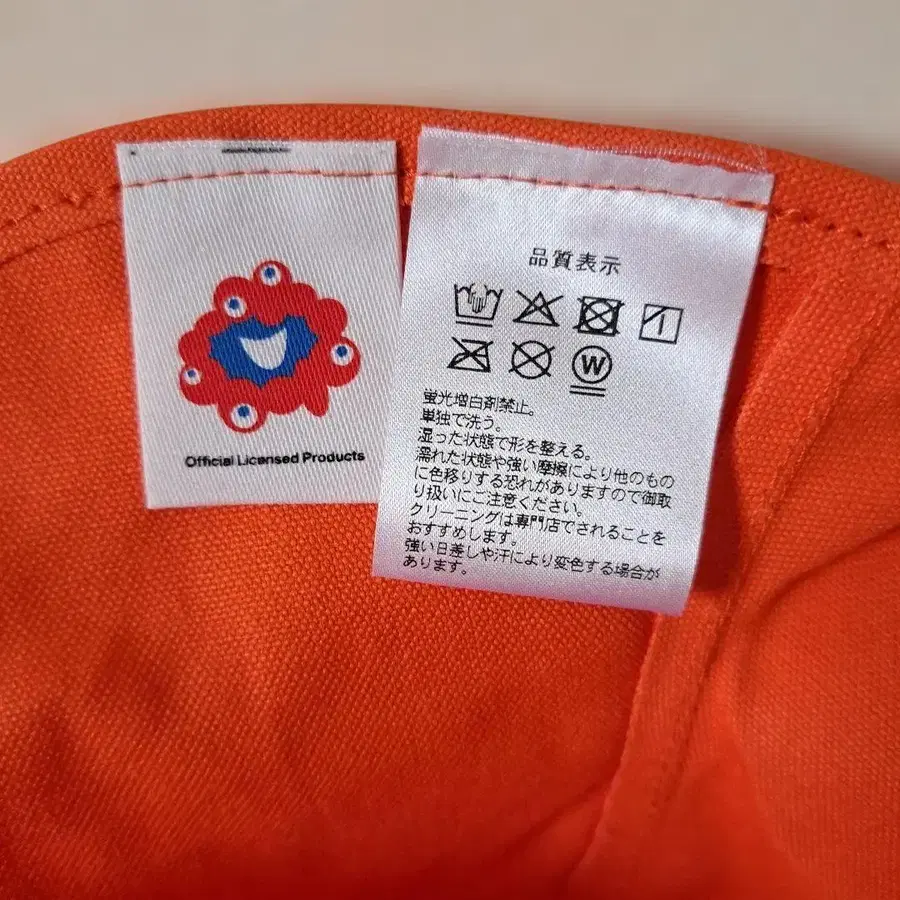 Official Licensed Products
品質表示
W
蛍光増白剤禁止。
単独で洗う。
湿った状態で形を整える。
濡れた状態や強い摩擦により他のもの
に色移りする恐れがありますので御取
り扱いにご注意ください。
クリーニングは専門店でされることを
おすすめします。
強い日差しや汗により変色する場合が
あります。